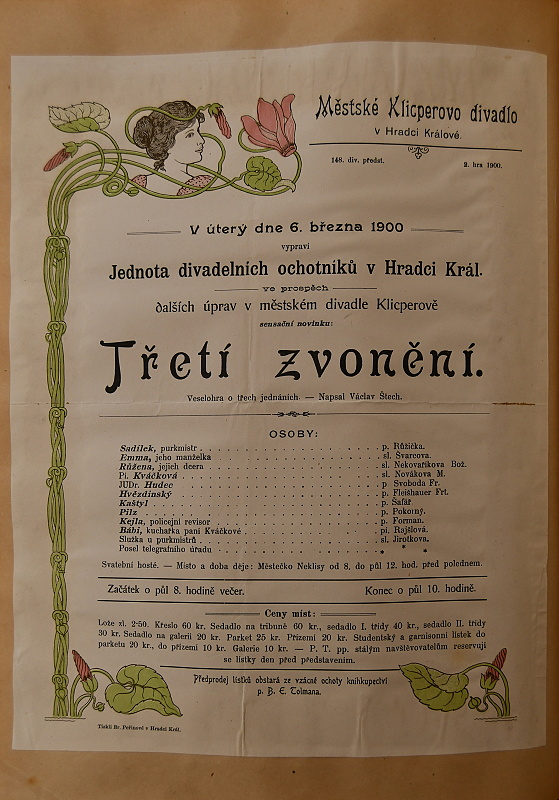 Městské Klicperovo divadlo
v Hradci Králové.
148. div. předst.
2. hra 1900.
V úterý dne 6. března 1900
vypraví
Jednota divadelních ochotníků v Hradci Král.
ve prospěch
dalších úprav v městském divadle Klicperově
sensační novinku:
Třetí zvonění.
Veselohra o třech jednáních. — Napsal Václav Štech.
OSOBY:
Sadílek, purkmistr . . . p. Růžička.
Emma, jeho manželka . . . sl. Švarcova.
Růžena, jejich dcera . . . sl. Nekovaříkova Bož.
Pí. Kváčková . . . sl. Novákova M.
JUDr. Hudec . . . p Svoboda Fr.
Hvězdinský . . . p. Fleišhauer Frt.
Kaštyl . . . p. Šafář.
Pilz . . . p. Pokorný.
Kejla, policejní revisor . . . p. Forman.
Bábi, kuchařka paní Kváčkové . . . pí. Rajšlová.
Služka u purkmistrů . . . sl. Jirotkova.
Posel telegrafního úřadu . . . * * *
Svatební hosté. — Místo a doba děje: Městečko Neklisy od 8, do půl 12, hod. před polednem.
Začátek o půl 8. hodině večer. Konec o půl 10. hodině.
Ceny míst:
Lože zl. 2·50. Křeslo 60 kr. Sedadlo na tribuně 60 kr., sedadlo I. třídy 40 kr., sedadlo II. třídy
30 kr. Sedadlo na galerii 20 kr. Parket 25 kr. Přízemí 20 kr. Studentský a garnisonní lístek do
parketu 20 kr., do přízemí 10 kr. Galerie 10 kr. — P. T. pp. stálým navštěvovatelům reservují
se lístky den před představením.
Předprodej lístků obstará ze vzácné ochoty knihkupectví
p. B. E. Tolmana.
Tiskli Br. Peřinové v Hradci Král.